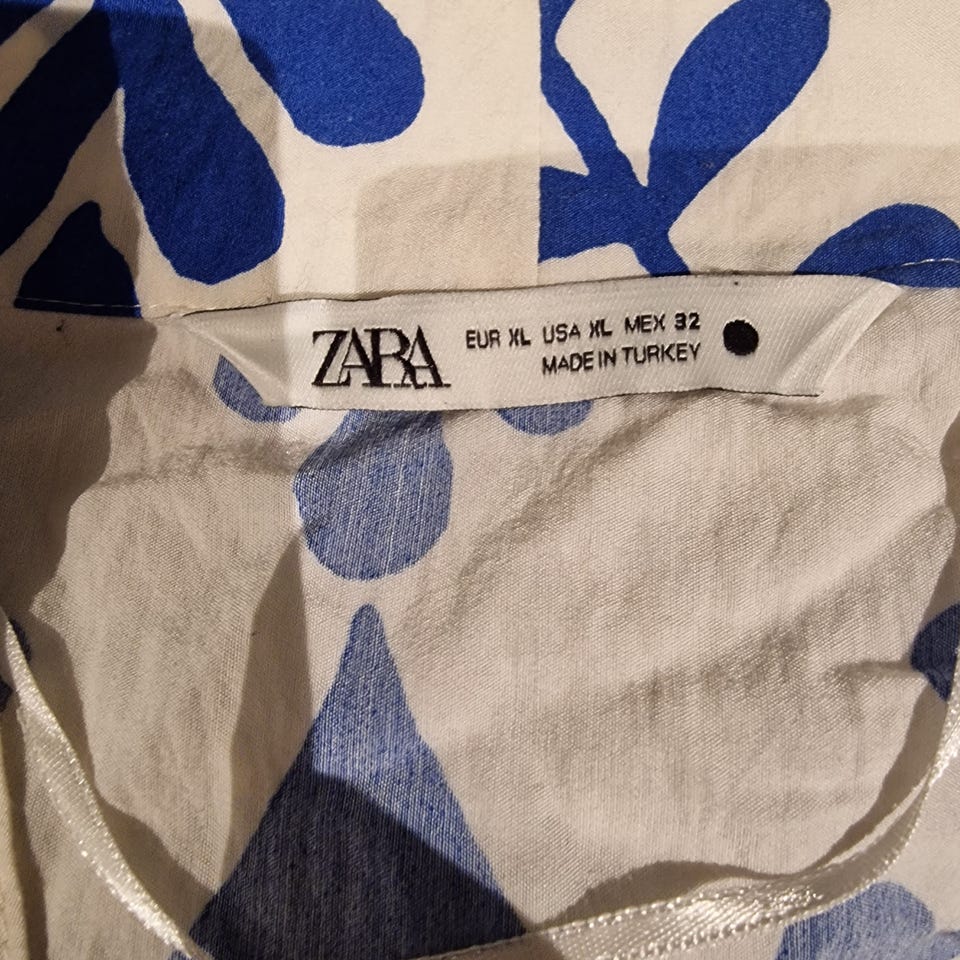 ZARA
EUR XL USA XL MEX 32
MADE IN TURKEY